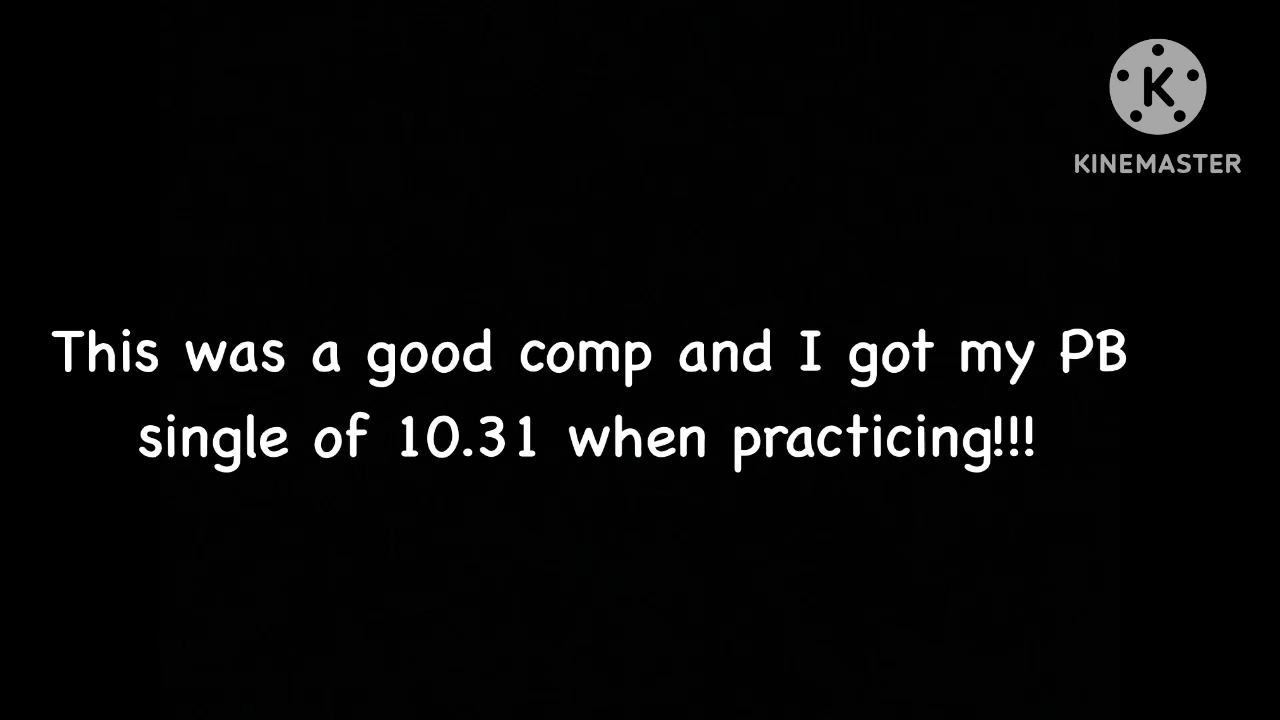 K
KINEMASTER
This was a good comp and I got my PB
single of 10.31 when practicing!!!